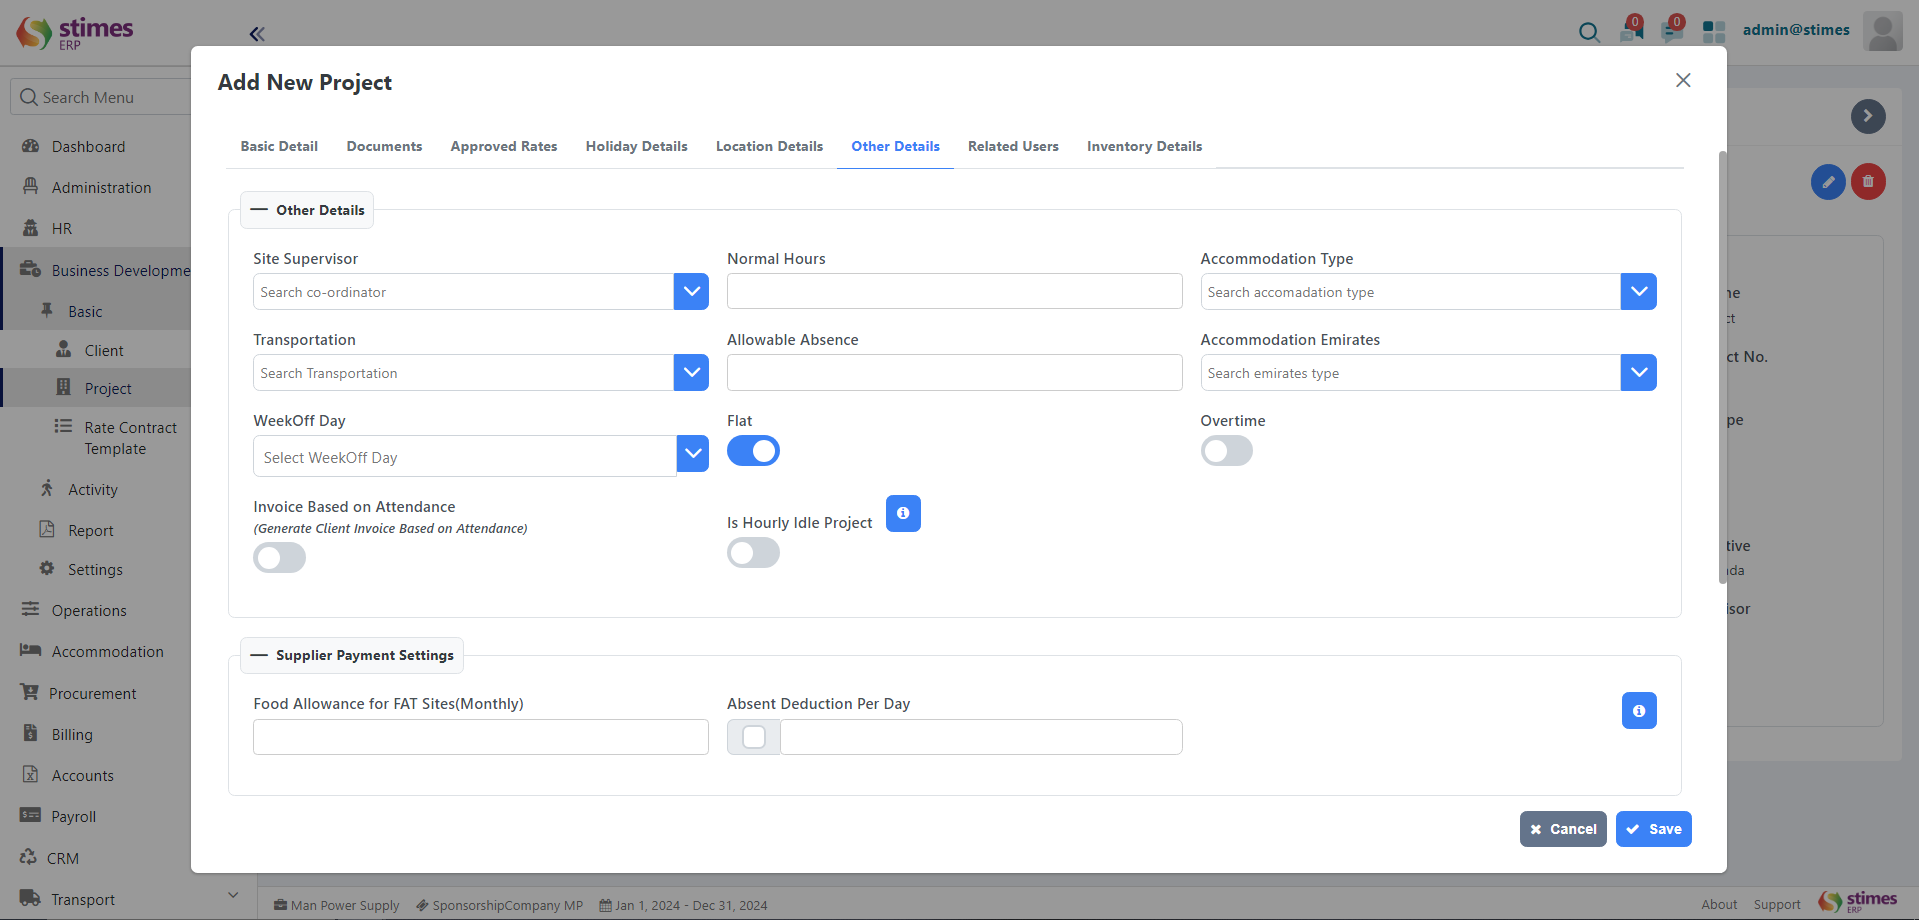 stimes
ERP
0
0
admin@stimes
Search Menu
Dashboard
Administration
HR
Business Developme
Basic
Client
Project
Rate Contract
Template
Activity
Report
Settings
Operations
Accommodation
Procurement
Billing
Accounts
Payroll
CRM
Transport
Add New Project
Basic Detail
Documents
Approved Rates
Holiday Details
Location Details
Other Details
Related Users
Inventory Details
Other Details
Site Supervisor
Search co-ordinator
Normal Hours
Accommodation Type
Search accomadation type
Transportation
Search Transportation
Allowable Absence
Accommodation Emirates
Search emirates type
WeekOff Day
Select WeekOff Day
Flat
Overtime
Invoice Based on Attendance
(Generate Client Invoice Based on Attendance)
Is Hourly Idle Project
Supplier Payment Settings
Food Allowance for FAT Sites(Monthly)
Absent Deduction Per Day
Cancel
Save
ne
ct
ct No.
pe
tive
da
isor
Man Power Supply
SponsorshipCompany MP
Jan 1, 2024 - Dec 31, 2024
About
Support
stimes
ERP